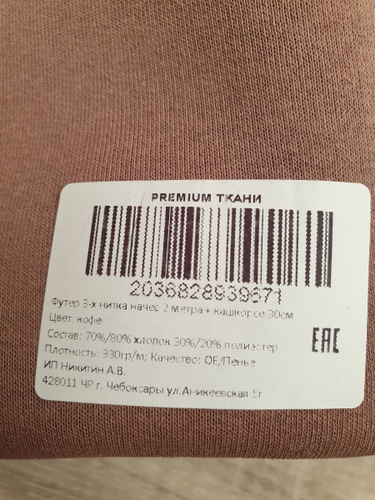 PREMIUM ТКАНИ
2036828939671
Футер 3-х нитка начес 2 метра + кашкорсе 30см
Цвет: кофе
Состав: 70%/80% хлопок 30%/20% полиэстер
Плотность: 330гр/м; Качество: ОЕ/Пенье
ИП Никитин А.В.
428011 ЧР г. Чебоксары ул.Аникеевская 5г
EAC